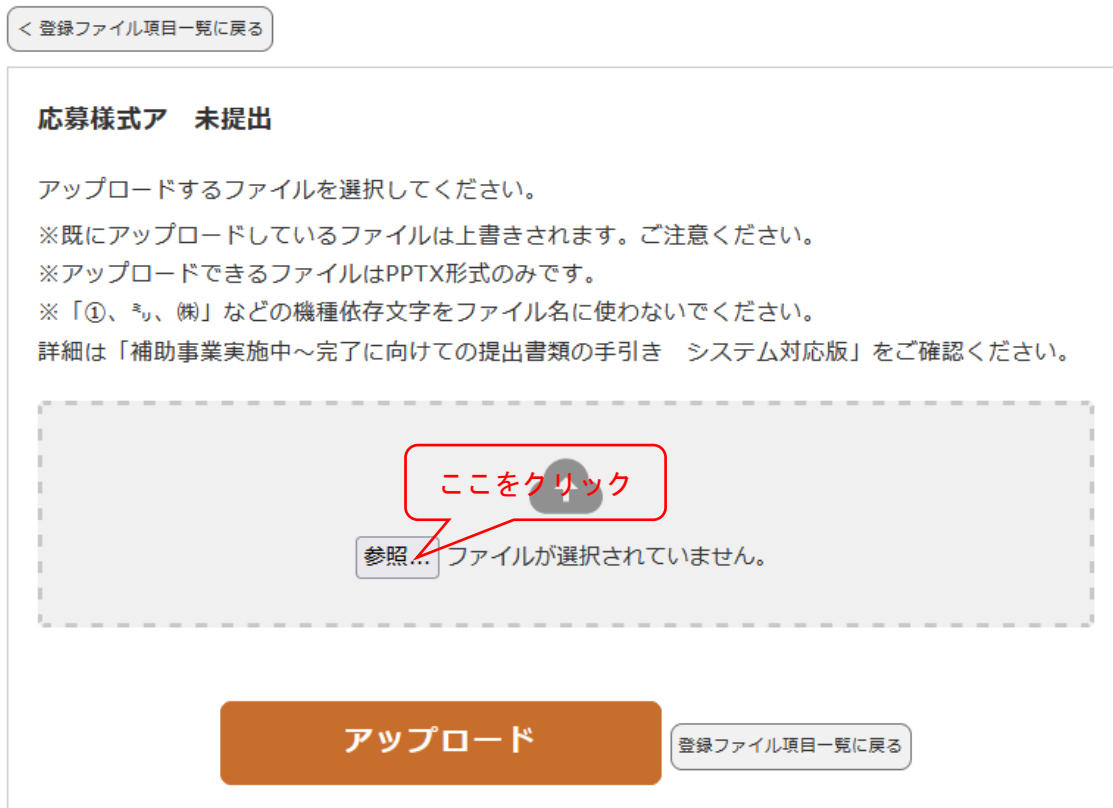 < 登録ファイル項目一覧に戻る
応募様式ア　未提出
アップロードするファイルを選択してください。
※既にアップロードしているファイルは上書きされます。ご注意ください。
※アップロードできるファイルはPPTX形式のみです。
※「①、㍉、㈱」などの機種依存文字をファイル名に使わないでください。
詳細は「補助事業実施中～完了に向けての提出書類の手引き　システム対応版」をご確認ください。
ここをクリック
参照... ファイルが選択されていません。
アップロード
登録ファイル項目一覧に戻る